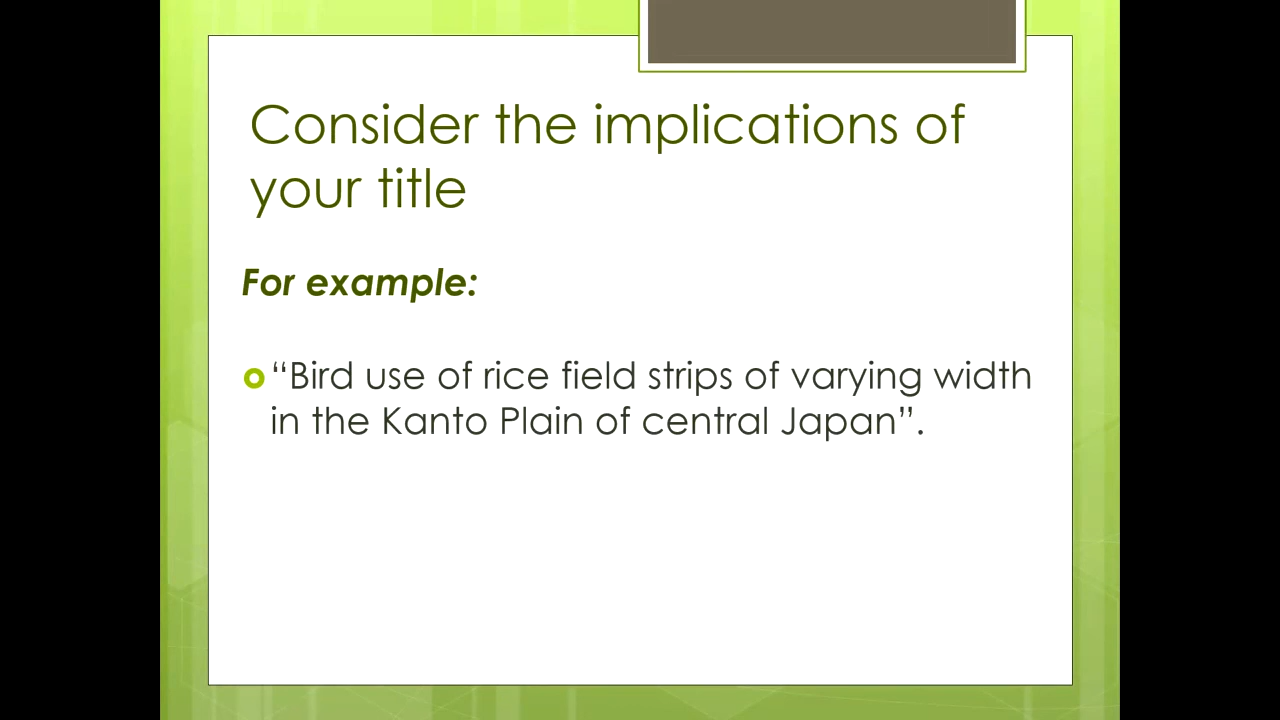 Consider the implications of
your title
For example:
“Bird use of rice field strips of varying width
in the Kanto Plain of central Japan”.